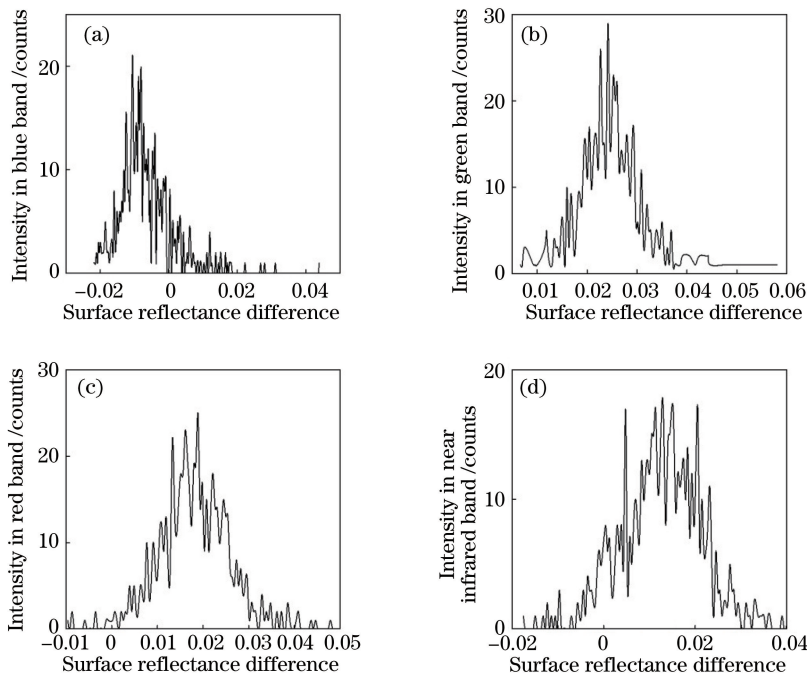 (a)
Intensity in blue band /counts
20
10
0
−0.02
0
0.02
0.04
Surface reflectance difference
(b)
Intensity in green band /counts
30
20
10
0
0.01
0.02
0.03
0.04
0.05
0.06
Surface reflectance difference
(c)
Intensity in red band /counts
30
20
10
0
−0.01
0
0.01
0.02
0.03
0.04
0.05
Surface reflectance difference
(d)
Intensity in near
infrared band /counts
20
10
0
−0.02
0
0.02
0.04
Surface reflectance difference